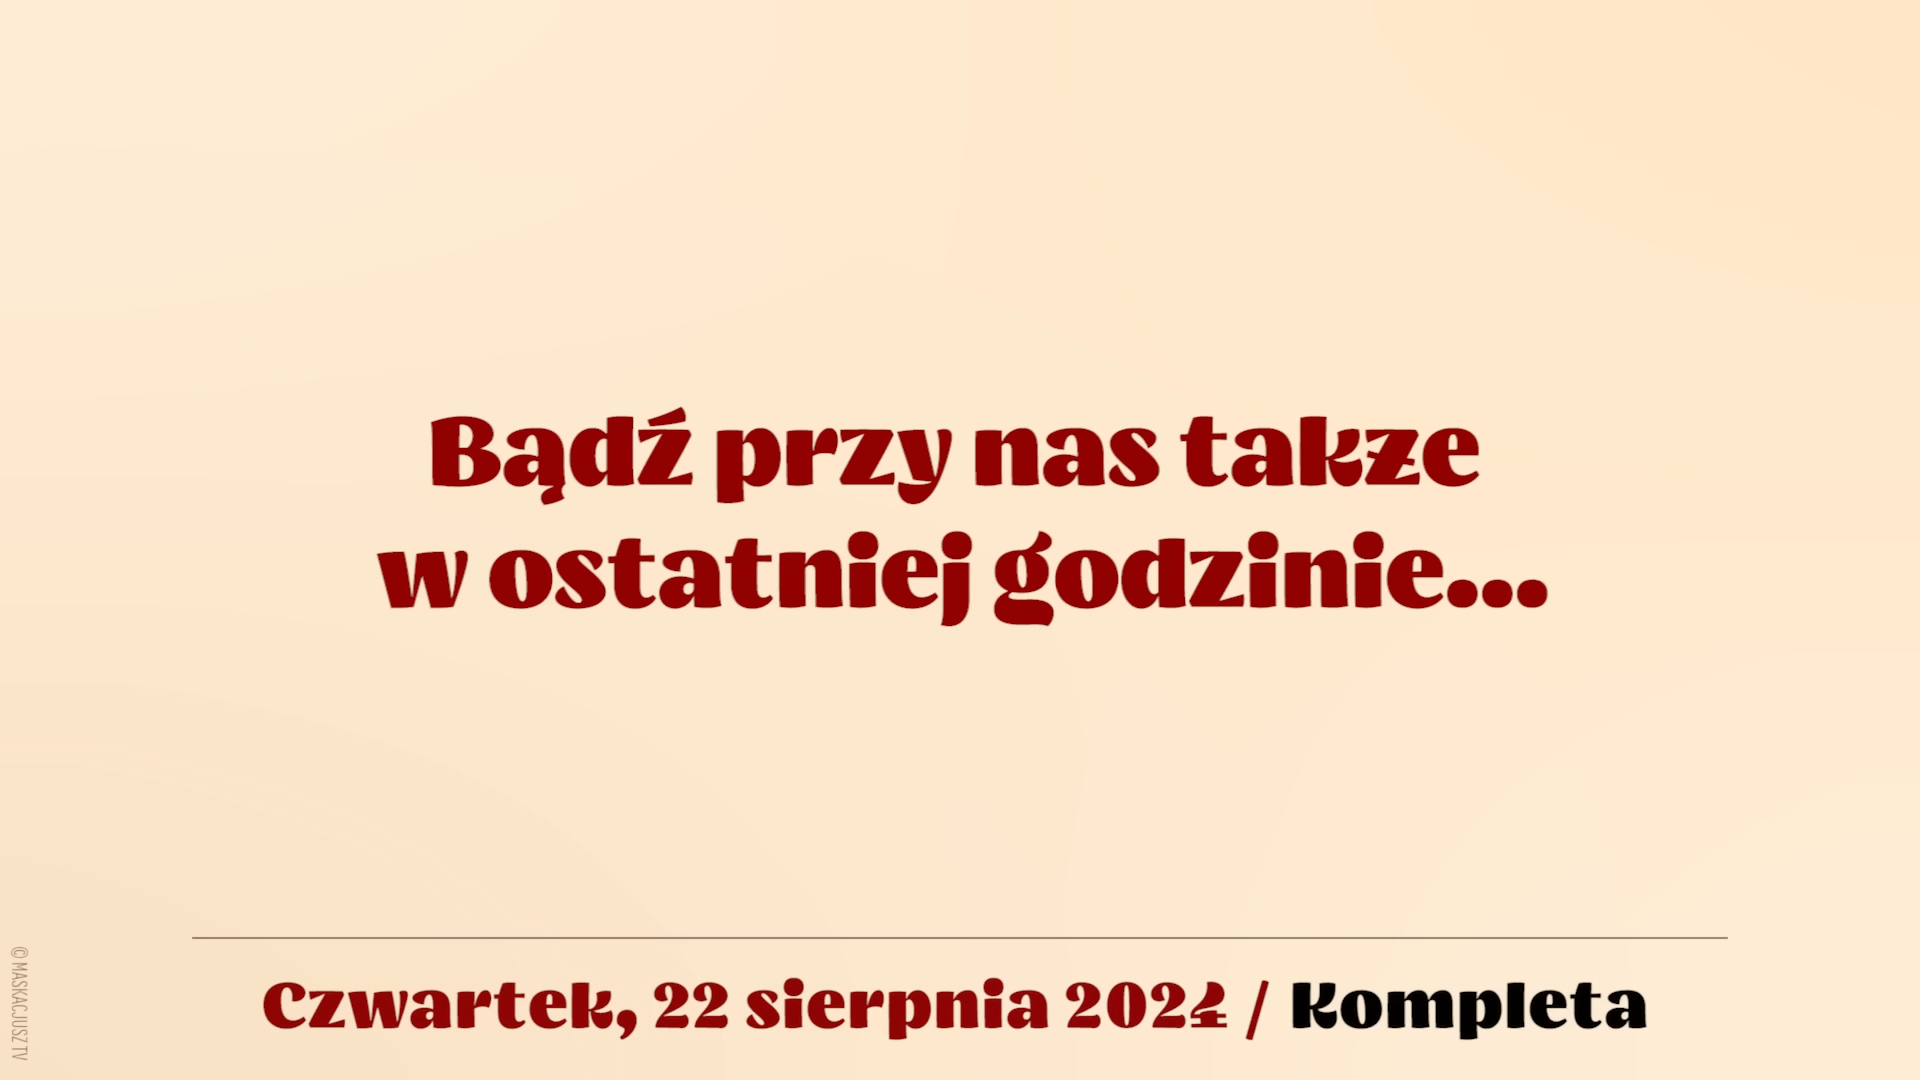 Bądź przy nas także
w ostatniej godzinie...
Czwartek, 22 sierpnia 2024 / Kompleta
© MASKACJUSZ TV